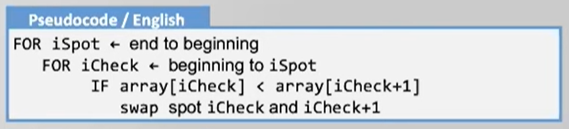 Pseudocode / English
FOR iSpot ← end to beginning
FOR iCheck ← beginning to iSpot
IF array[iCheck] < array[iCheck+1]
swap spot iCheck and iCheck+1